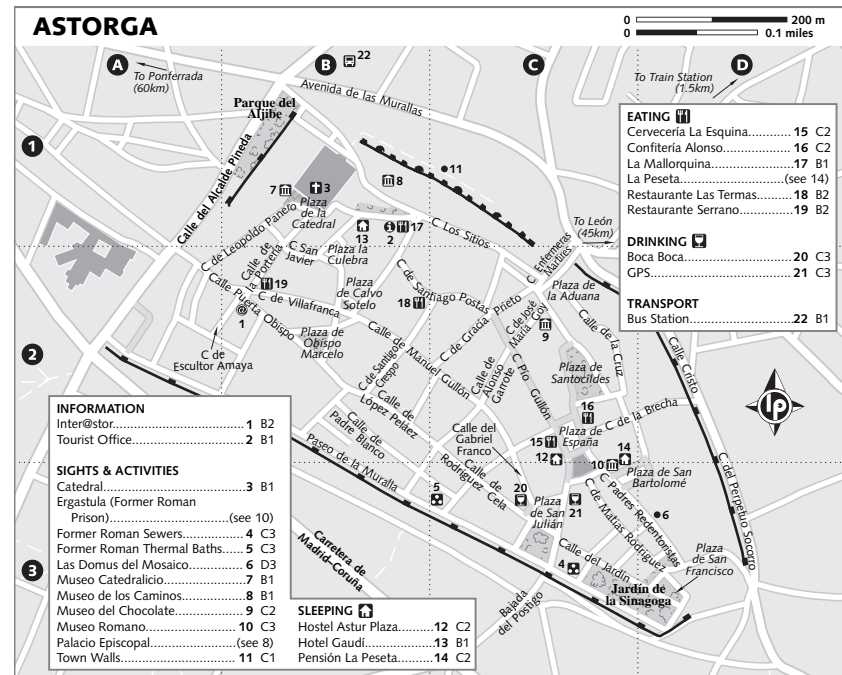 ASTORGA
0 200 m
0 0.1 miles
A
B
C
D
1
2
3
To Ponferrada
(60km)
22
To Train Station
(1.5km)
Avenida de las Murallas
Parque del
Aljibe
Calle del Alcalde Pineda
11
7
3
8
Plaza
de la
Catedral
C de Leopoldo Panero
13
2
17
C Los Sitios
To León
(45km)
C San
Javier
Plaza la
Culebra
Calle de
la Portería
C Enfermeras
Mártires
19
C de Villafranca
Plaza
de Calvo
Sotelo
18
C de Santiago Postas
Plaza de
la Aduana
Calle Puerta Obispo
1
Plaza de
Obispo
Marcelo
C de Gracia Prieto
C de José
María Goy
9
Calle de la Cruz
C de
Escultor Amaya
Calle de Manuel Gullón
C de Santiago
Crespo
Calle de
Alonso
Garrote
C Pío Gullón
Plaza de
Santocildes
Calle Cristo
Calle de
López Peláez
16
C de la Brecha
Calle de
Padre Blanco
Calle del
Gabriel
Franco
15
Plaza de
España
12
14
10
Plaza de San
Bartolomé
Paseo de la Muralla
Calle de
Rodríguez Cela
5
20
21
Plaza
de San
Julián
C Padres Redentoristas
C de Matías Rodríguez
6
C del Perpetuo Socorro
Carretera de
Madrid-Coruña
4
Calle del Jardín
Plaza
de San
Francisco
Jardín de
la Sinagoga
Bajada
del Postigo
lp
EATING
Cervecería La Esquina............ 15 C2
Confitería Alonso................... 16 C2
La Mallorquina...................... 17 B1
La Peseta..........................(see 14)
Restaurante Las Termas......... 18 B2
Restaurante Serrano.............. 19 B2
DRINKING
Boca Boca............................ 20 C3
GPS..................................... 21 C3
TRANSPORT
Bus Station........................... 22 B1
INFORMATION
Inter@stor............................. 1 B2
Tourist Office......................... 2 B1
SIGHTS & ACTIVITIES
Catedral................................ 3 B1
Ergastula (Former Roman
Prison)............................(see 10)
Former Roman Sewers........... 4 C3
Former Roman Thermal Baths.. 5 C3
Las Domus del Mosaico......... 6 D3
Museo Catedralicio................ 7 B1
Museo de los Caminos........... 8 B1
Museo del Chocolate............. 9 C2
Museo Romano.................... 10 C3
Palacio Episcopal................(see 8)
Town Walls.......................... 11 C1
SLEEPING
Hostel Astur Plaza.......... 12 C2
Hotel Gaudí................... 13 B1
Pensión La Peseta........... 14 C2